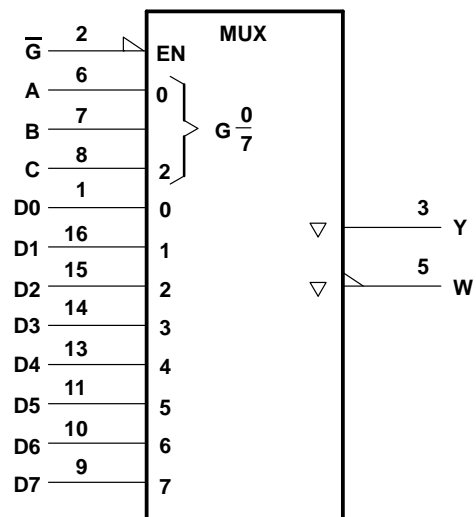 MUX
G̅ 2 EN
A 6 0
B 7 G 0/7
C 8 2
D0 1 0
D1 16 1
D2 15 2
D3 14 3
D4 13 4
D5 11 5
D6 10 6
D7 9 7
3 Y
5 W